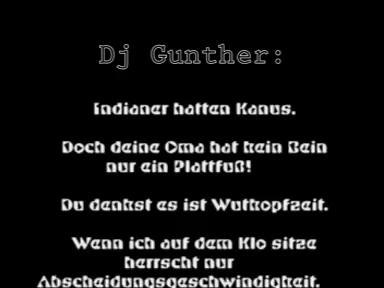 Dj Gunther:
Indianer hatten Kanus.
Doch deine Oma hat kein Bein
nur ein Plattfuß!
Du denkst es ist Wutkopfzeit.
Wenn ich auf dem Klo sitze
herrscht nur
Abscheidungsgeschwindigkeit.